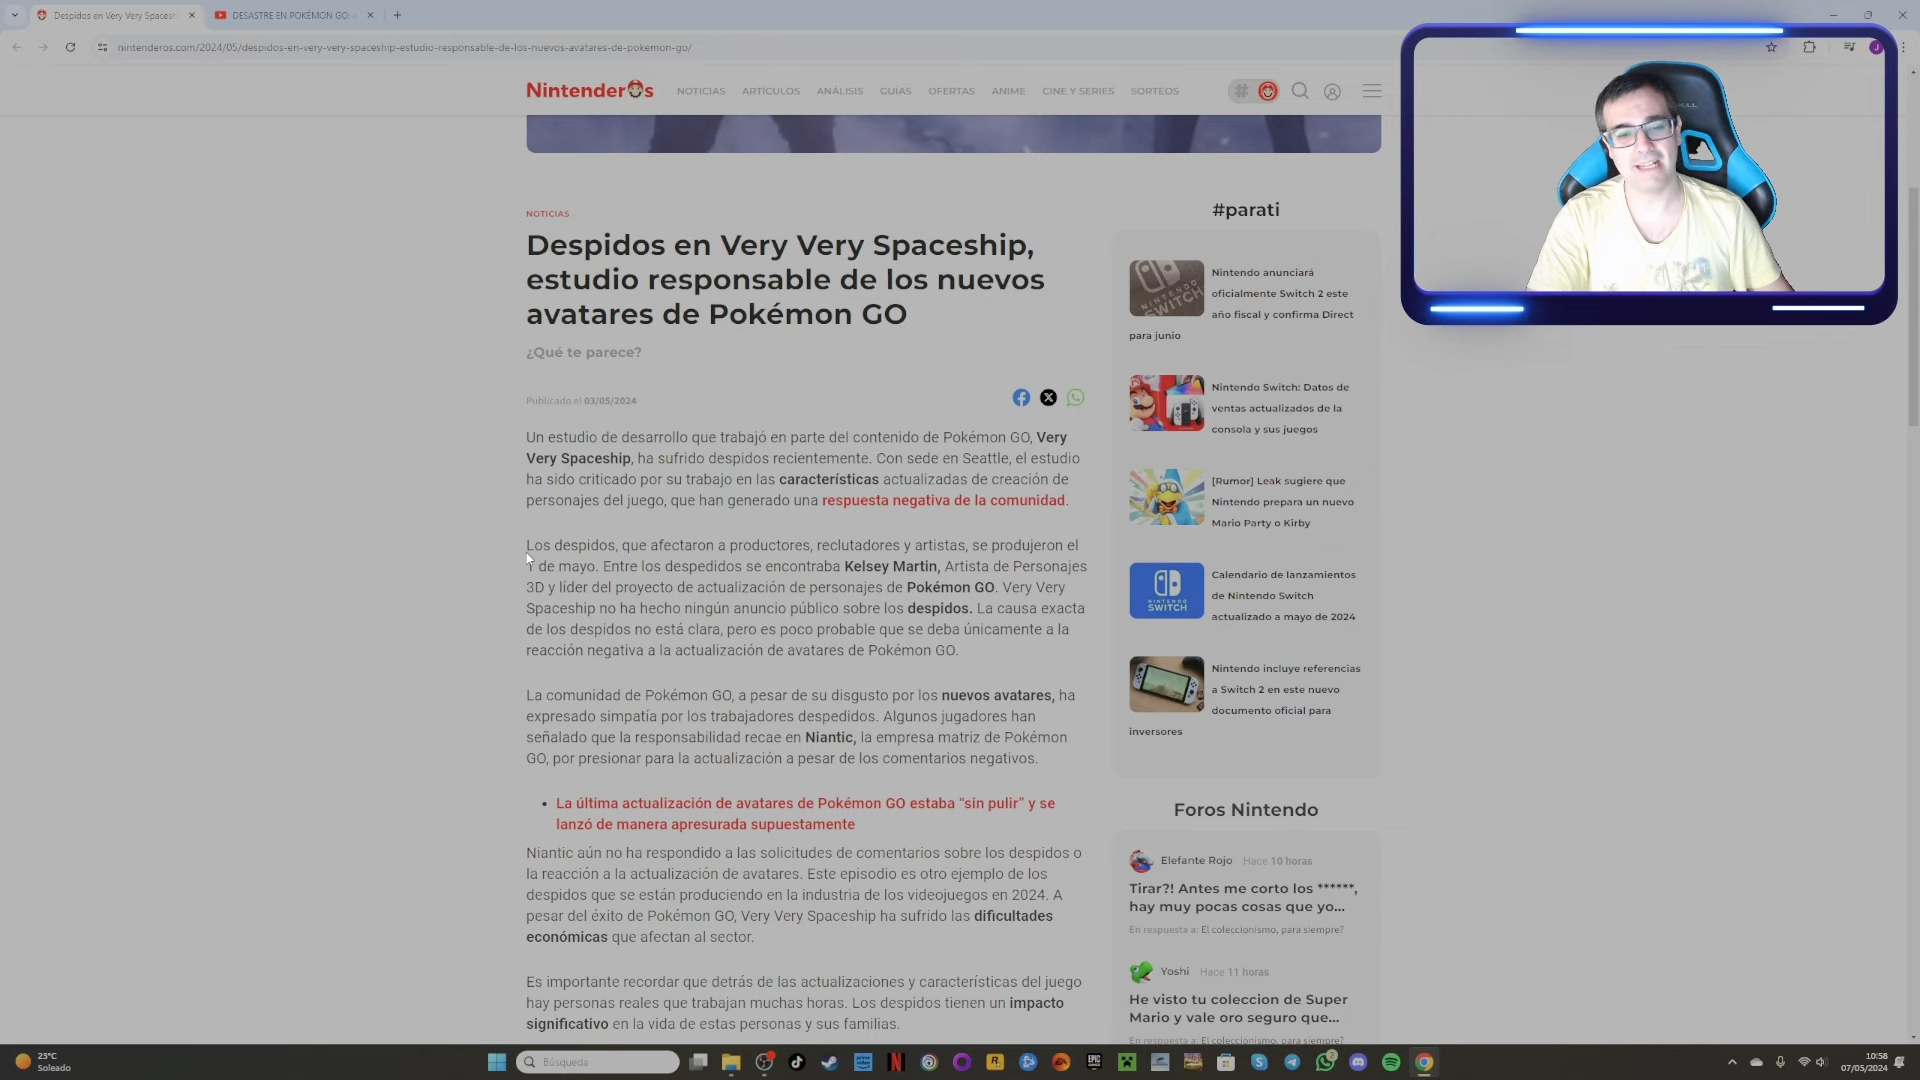 Despidos en Very Very Spacesh
DESASTRE EN POKÉMON GO:
nintenderos.com/2024/05/despidos-en-very-very-spaceship-estudio-responsable-de-los-nuevos-avatares-de-pokemon-go/
J
Nintenderos
NOTICIAS ARTÍCULOS ANÁLISIS GUÍAS OFERTAS ANIME CINE Y SERIES SORTEOS
NOTICIAS
Despidos en Very Very Spaceship,
estudio responsable de los nuevos
avatares de Pokémon GO
¿Qué te parece?
Publicado el 03/05/2024
Un estudio de desarrollo que trabajó en parte del contenido de Pokémon GO, Very
Very Spaceship, ha sufrido despidos recientemente. Con sede en Seattle, el estudio
ha sido criticado por su trabajo en las características actualizadas de creación de
personajes del juego, que han generado una respuesta negativa de la comunidad.
Los despidos, que afectaron a productores, reclutadores y artistas, se produjeron el
1 de mayo. Entre los despedidos se encontraba Kelsey Martin, Artista de Personajes
3D y líder del proyecto de actualización de personajes de Pokémon GO. Very Very
Spaceship no ha hecho ningún anuncio público sobre los despidos. La causa exacta
de los despidos no está clara, pero es poco probable que se deba únicamente a la
reacción negativa a la actualización de avatares de Pokémon GO.
La comunidad de Pokémon GO, a pesar de su disgusto por los nuevos avatares, ha
expresado simpatía por los trabajadores despedidos. Algunos jugadores han
señalado que la responsabilidad recae en Niantic, la empresa matriz de Pokémon
GO, por presionar para la actualización a pesar de los comentarios negativos.
• La última actualización de avatares de Pokémon GO estaba “sin pulir” y se
lanzó de manera apresurada supuestamente
Niantic aún no ha respondido a las solicitudes de comentarios sobre los despidos o
la reacción a la actualización de avatares. Este episodio es otro ejemplo de los
despidos que se están produciendo en la industria de los videojuegos en 2024. A
pesar del éxito de Pokémon GO, Very Very Spaceship ha sufrido las dificultades
económicas que afectan al sector.
Es importante recordar que detrás de las actualizaciones y características del juego
hay personas reales que trabajan muchas horas. Los despidos tienen un impacto
significativo en la vida de estas personas y sus familias.
#parati
NINTENDO
SWITCH
Nintendo anunciará
oficialmente Switch 2 este
año fiscal y confirma Direct
para junio
Nintendo Switch: Datos de
ventas actualizados de la
consola y sus juegos
[Rumor] Leak sugiere que
Nintendo prepara un nuevo
Mario Party o Kirby
NINTENDO
SWITCH
Calendario de lanzamientos
de Nintendo Switch
actualizado a mayo de 2024
Nintendo incluye referencias
a Switch 2 en este nuevo
documento oficial para
inversores
Foros Nintendo
Elefante Rojo Hace 10 horas
Tirar?! Antes me corto los ******,
hay muy pocas cosas que yo...
En respuesta a: El coleccionismo, para siempre?
Yoshi Hace 11 horas
He visto tu coleccion de Super
Mario y vale oro seguro que...
En respuesta a: El coleccionismo, para siempre?
23°C
Soleado
Búsqueda
10:58
07/05/2024